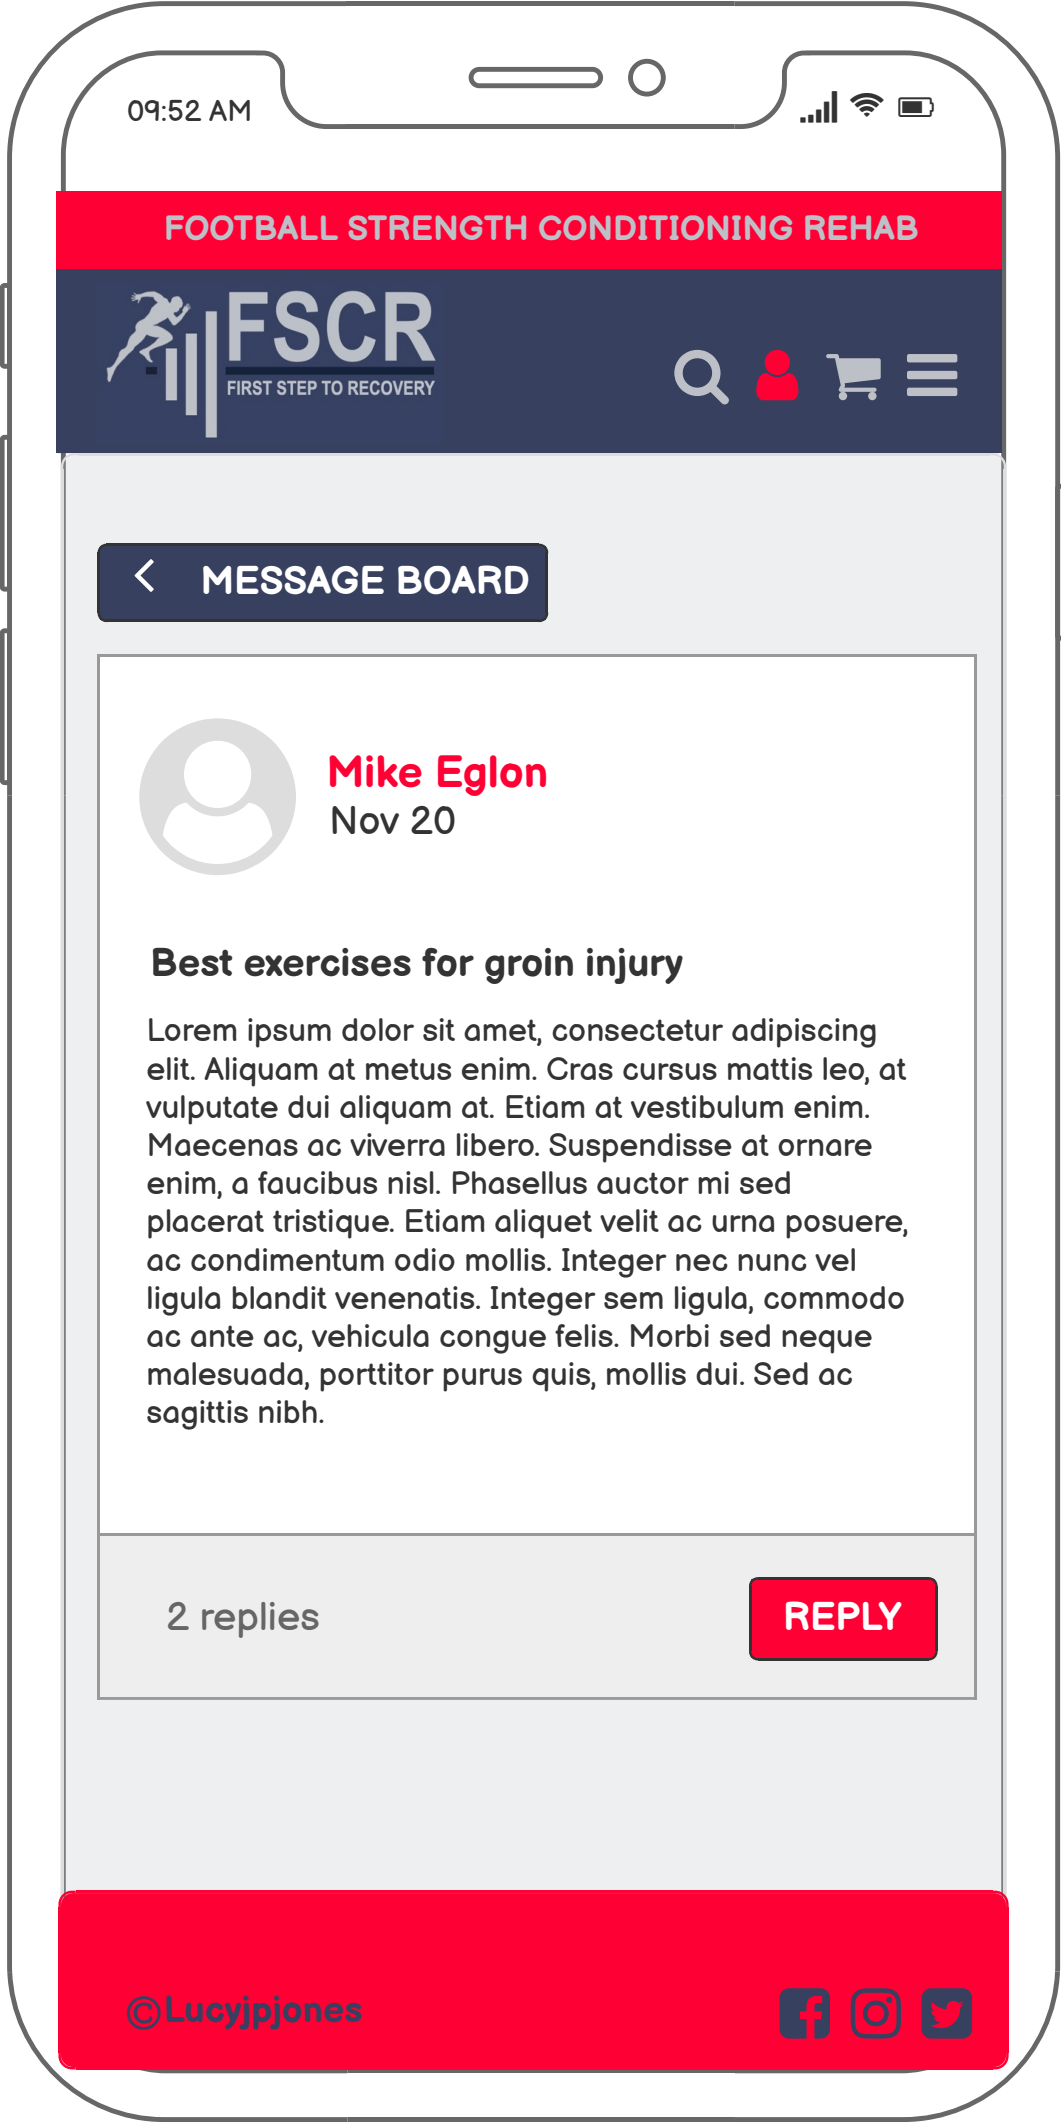 09:52 AM
FOOTBALL STRENGTH CONDITIONING REHAB
FSCR
FIRST STEP TO RECOVERY
MESSAGE BOARD
Mike Eglon
Nov 20
Best exercises for groin injury
Lorem ipsum dolor sit amet, consectetur adipiscing
elit. Aliquam at metus enim. Cras cursus mattis leo, at
vulputate dui aliquam at. Etiam at vestibulum enim.
Maecenas ac viverra libero. Suspendisse at ornare
enim, a faucibus nisl. Phasellus auctor mi sed
placerat tristique. Etiam aliquet velit ac urna posuere,
ac condimentum odio mollis. Integer nec nunc vel
ligula blandit venenatis. Integer sem ligula, commodo
ac ante ac, vehicula congue felis. Morbi sed neque
malesuada, porttitor purus quis, mollis dui. Sed ac
sagittis nibh.
2 replies
REPLY
©Lucyjpjones